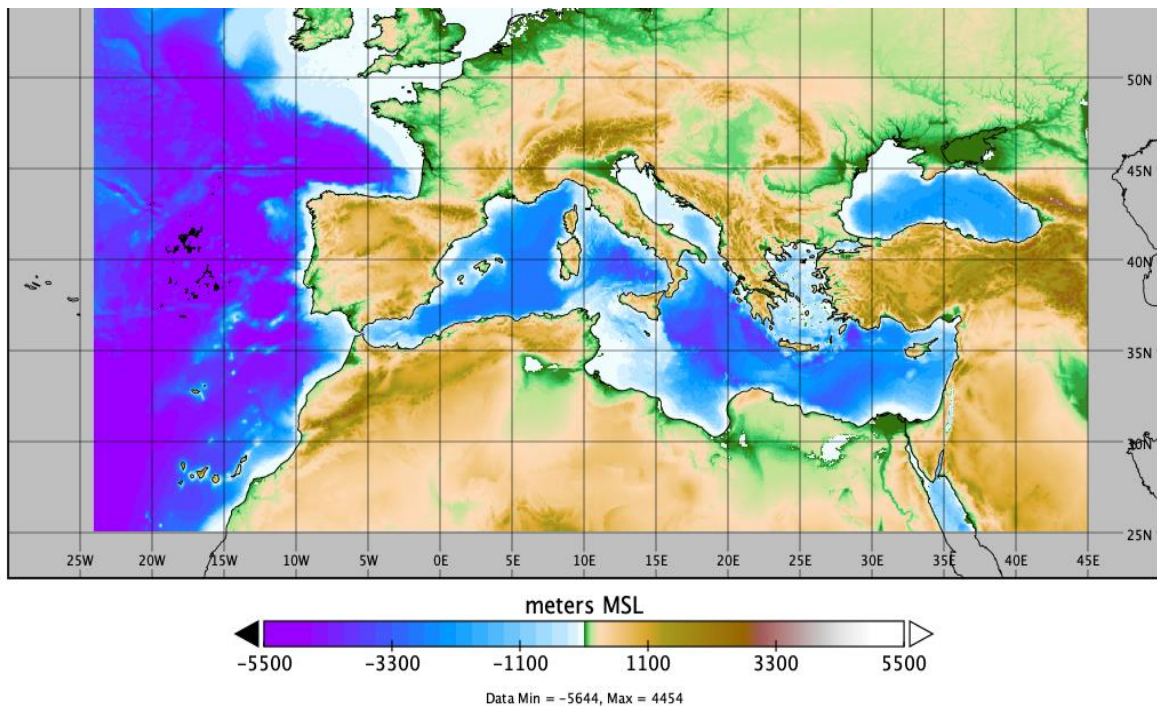 50N
45N
40N
35N
30N
25N
25W 20W 15W 10W 5W 0E 5E 10E 15E 20E 25E 30E 35E 40E 45E
meters MSL
-5500 -3300 -1100 1100 3300 5500
Data Min = -5644, Max = 4454